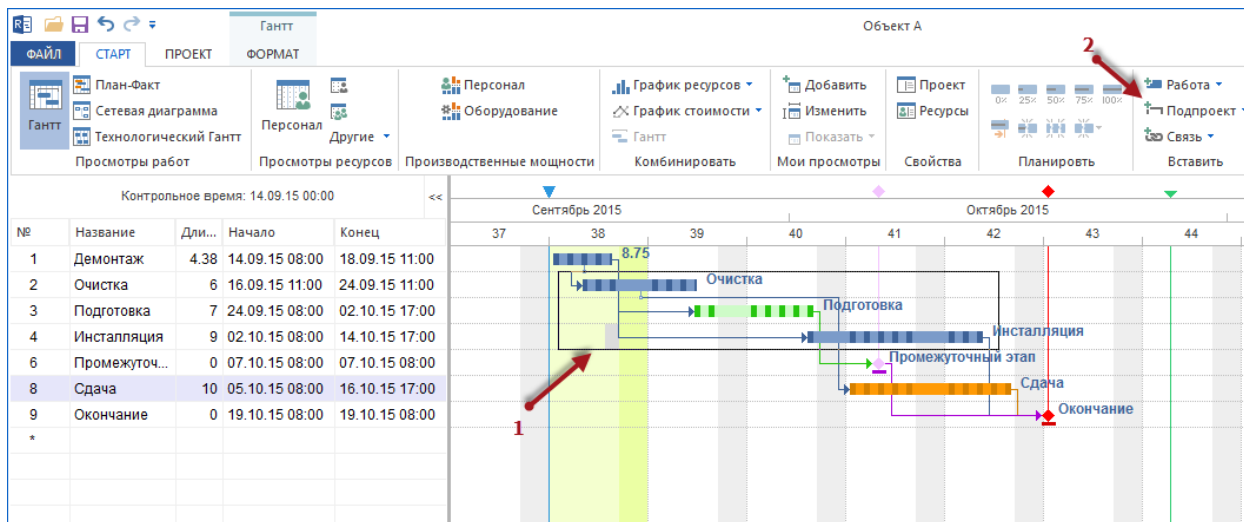 Гантт
Объект А
ФАЙЛ СТАРТ ПРОЕКТ ФОРМАТ
2
Гантт
План-Факт
Сетевая диаграмма
Технологический Гантт
Просмотры работ
Персонал
Другие
Просмотры ресурсов
Персонал
Оборудование
Производственные мощности
График ресурсов
График стоимости
Гантт
Комбинировать
Добавить
Изменить
Показать
Мои просмотры
Проект
Ресурсы
Свойства
0× 25× 50× 75× 100×
Планировть
Работа
Подпроект
Связь
Вставить
Контрольное время: 14.09.15 00:00 <<
Сентябрь 2015 Октябрь 2015
№ Название Дли... Начало Конец 37 38 39 40 41 42 43 44
1 Демонтаж 4.38 14.09.15 08:00 18.09.15 11:00 8.75
2 Очистка 6 16.09.15 11:00 24.09.15 11:00 Очистка
3 Подготовка 7 24.09.15 08:00 02.10.15 17:00 Подготовка
4 Инсталляция 9 02.10.15 08:00 14.10.15 17:00 Инсталляция
6 Промежуточ... 0 07.10.15 08:00 07.10.15 08:00 Промежуточный этап
8 Сдача 10 05.10.15 08:00 16.10.15 17:00 Сдача
9 Окончание 0 19.10.15 08:00 19.10.15 08:00 Окончание
*
1